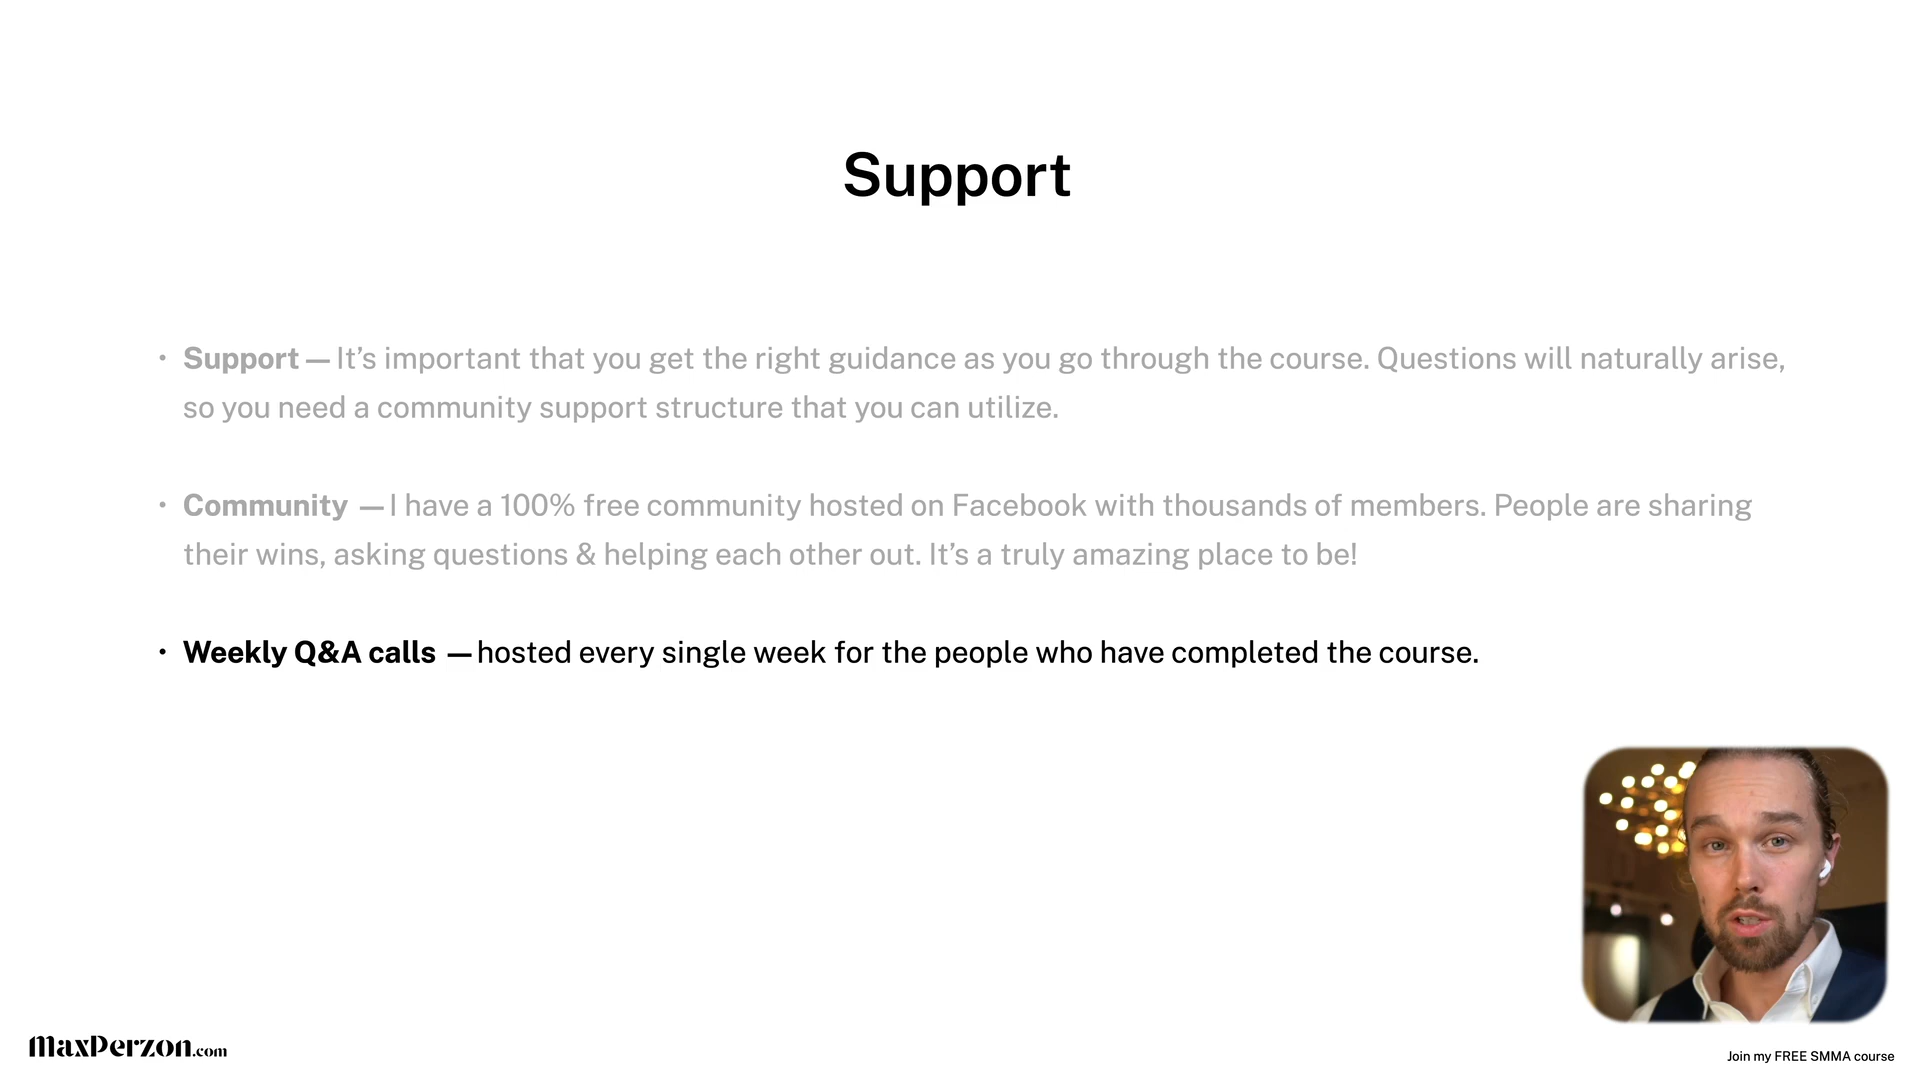 Support
• Support — It’s important that you get the right guidance as you go through the course. Questions will naturally arise,
so you need a community support structure that you can utilize.
• Community — I have a 100% free community hosted on Facebook with thousands of members. People are sharing
their wins, asking questions & helping each other out. It’s a truly amazing place to be!
• Weekly Q&A calls — hosted every single week for the people who have completed the course.
MaxPerzon.com
Join my FREE SMMA course